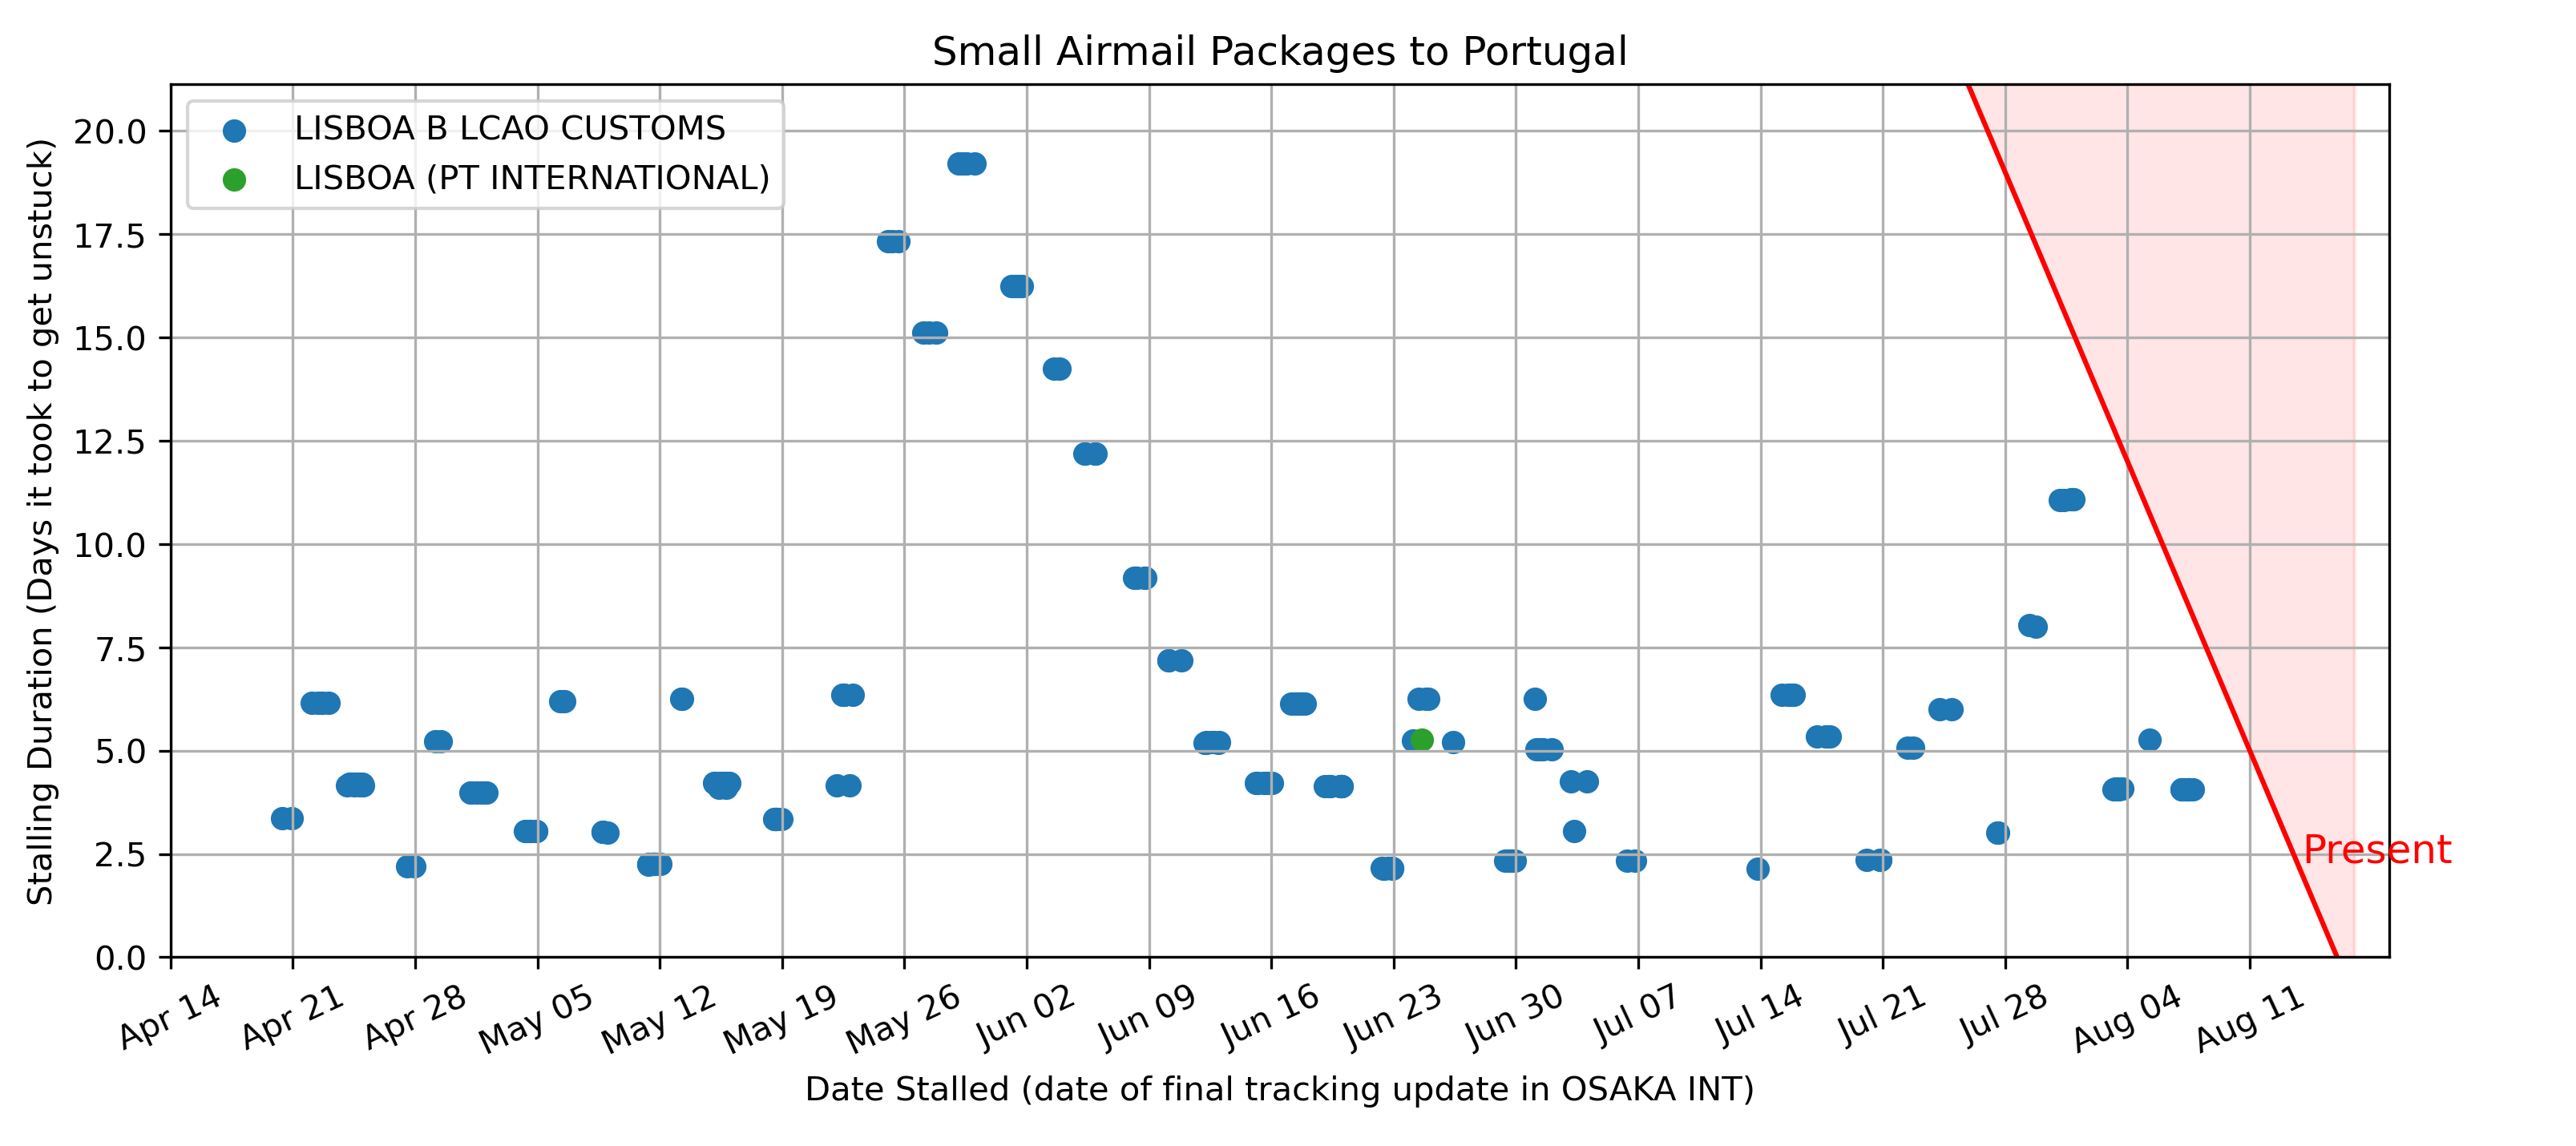 Small Airmail Packages to Portugal
LISBOA B LCAO CUSTOMS
LISBOA (PT INTERNATIONAL)
Stalling Duration (Days it took to get unstuck)
20.0
17.5
15.0
12.5
10.0
7.5
5.0
2.5
0.0
Present
Apr 14
Apr 21
Apr 28
May 05
May 12
May 19
May 26
Jun 02
Jun 09
Jun 16
Jun 23
Jun 30
Jul 07
Jul 14
Jul 21
Jul 28
Aug 04
Aug 11
Date Stalled (date of final tracking update in OSAKA INT)